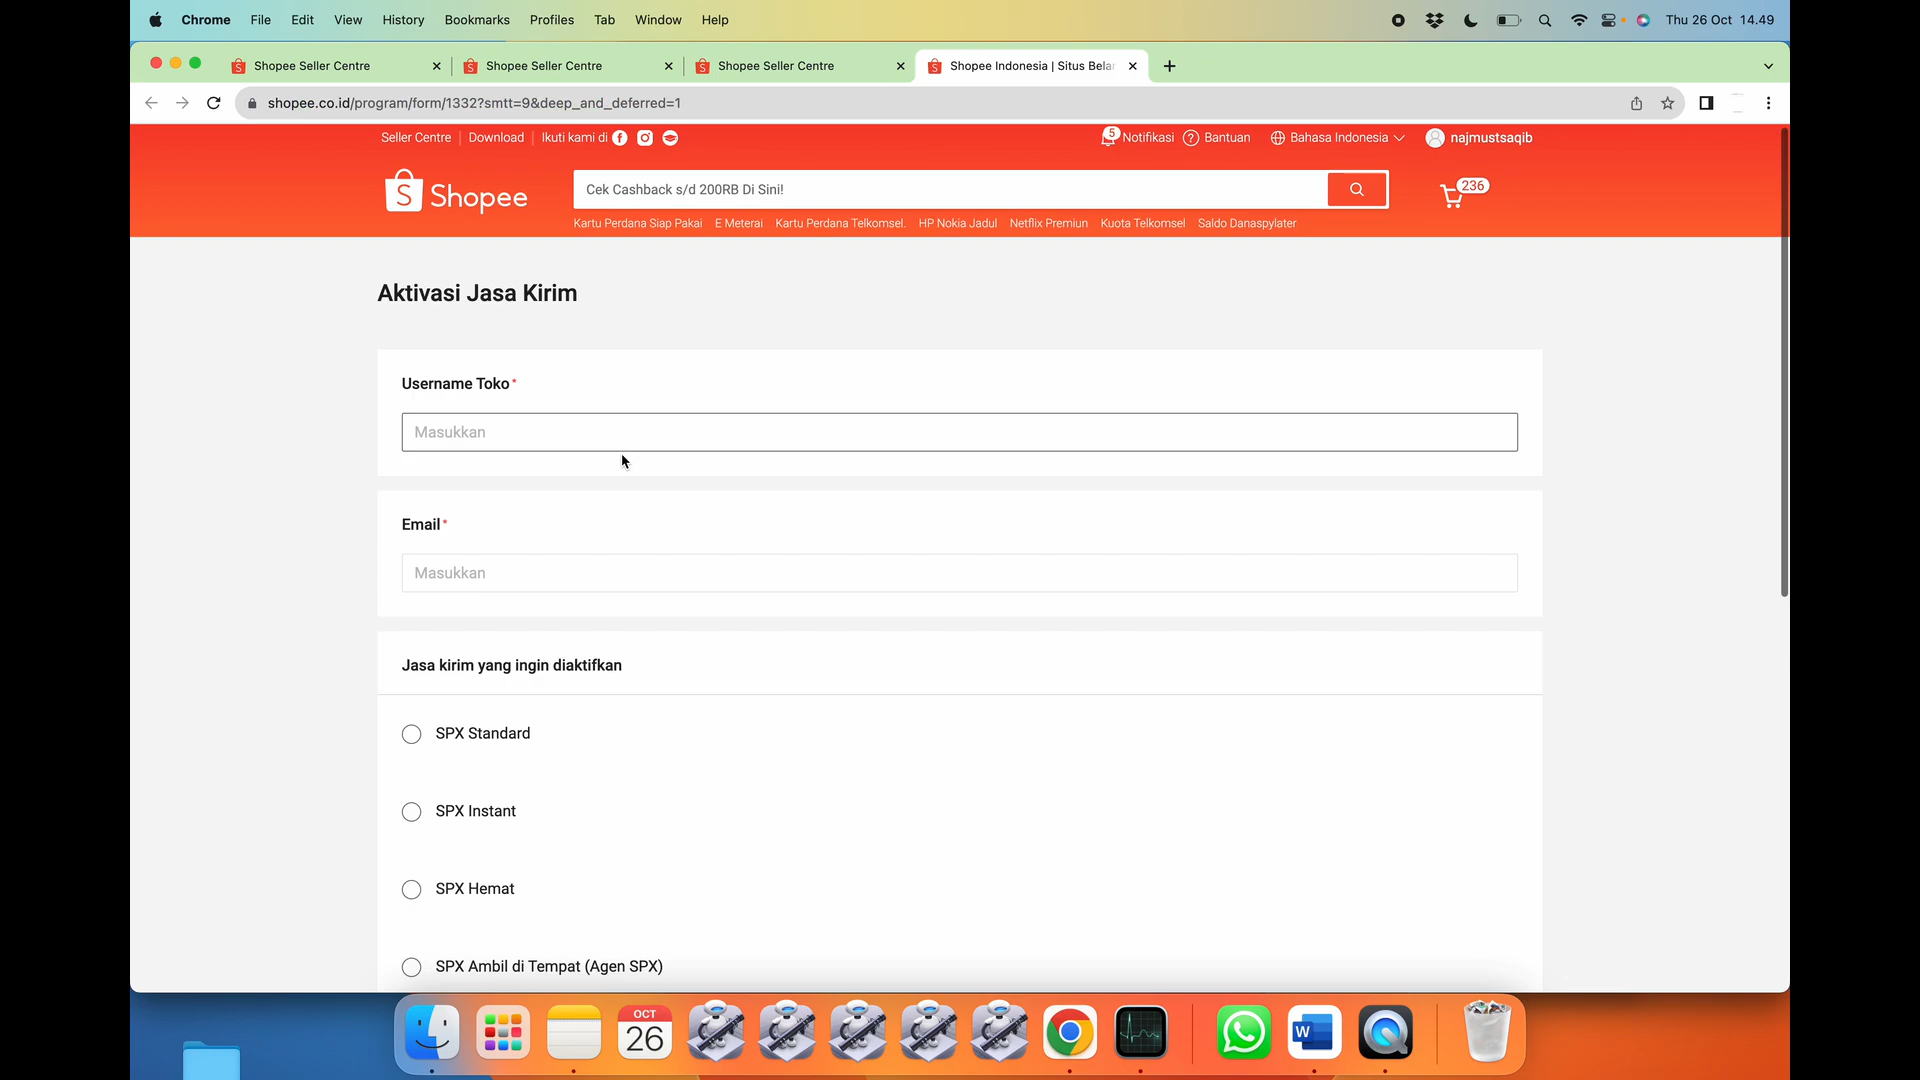 Chrome File Edit View History Bookmarks Profiles Tab Window Help Thu 26 Oct 14.49
Shopee Seller Centre Shopee Seller Centre Shopee Seller Centre Shopee Indonesia | Situs Bela
shopee.co.id/program/form/1332?smtt=9&deep_and_deferred=1
Seller Centre | Download | Ikuti kami di 5 Notifikasi Bantuan Bahasa Indonesia najmustsaqib
Shopee Cek Cashback s/d 200RB Di Sini! 236
Kartu Perdana Siap Pakai E Meterai Kartu Perdana Telkomsel. HP Nokia Jadul Netflix Premiun Kuota Telkomsel Saldo Danaspylater
Aktivasi Jasa Kirim
Username Toko*
Masukkan
Email*
Masukkan
Jasa kirim yang ingin diaktifkan
SPX Standard
SPX Instant
SPX Hemat
SPX Ambil di Tempat (Agen SPX)
OCT
26
W